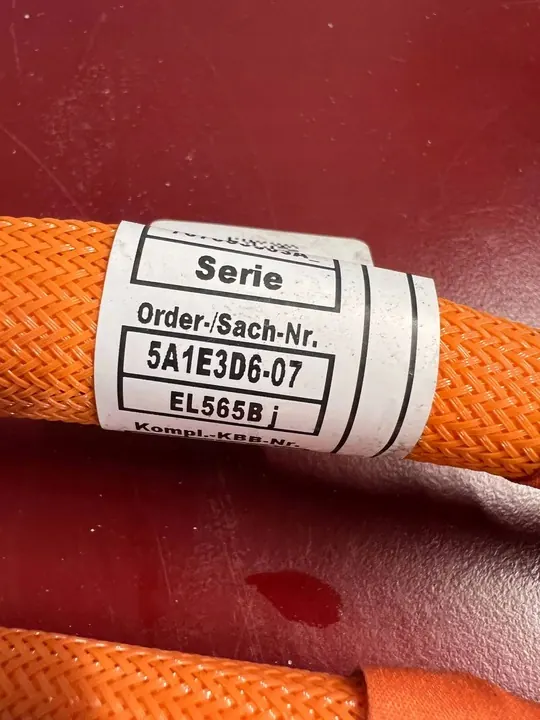 Serie
Order-/Sach-Nr.
5A1E3D6-07
EL565B j
Kompl.-KBB-Nr.